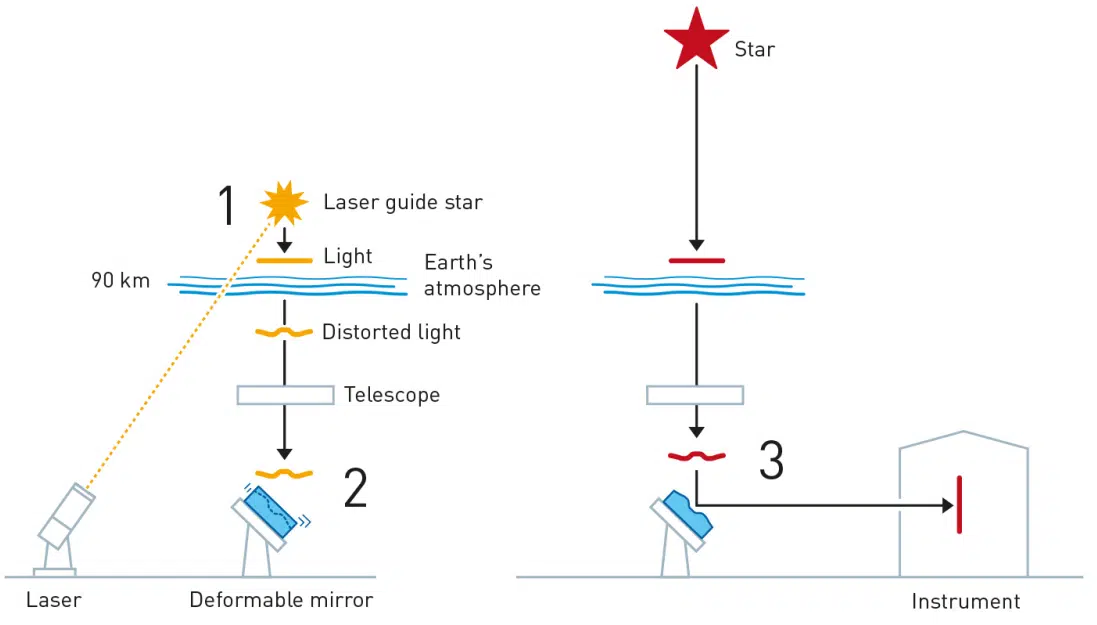 Star
1
Laser guide star
Light
90 km
Earth’s
atmosphere
Distorted light
Telescope
2
3
Laser
Deformable mirror
Instrument